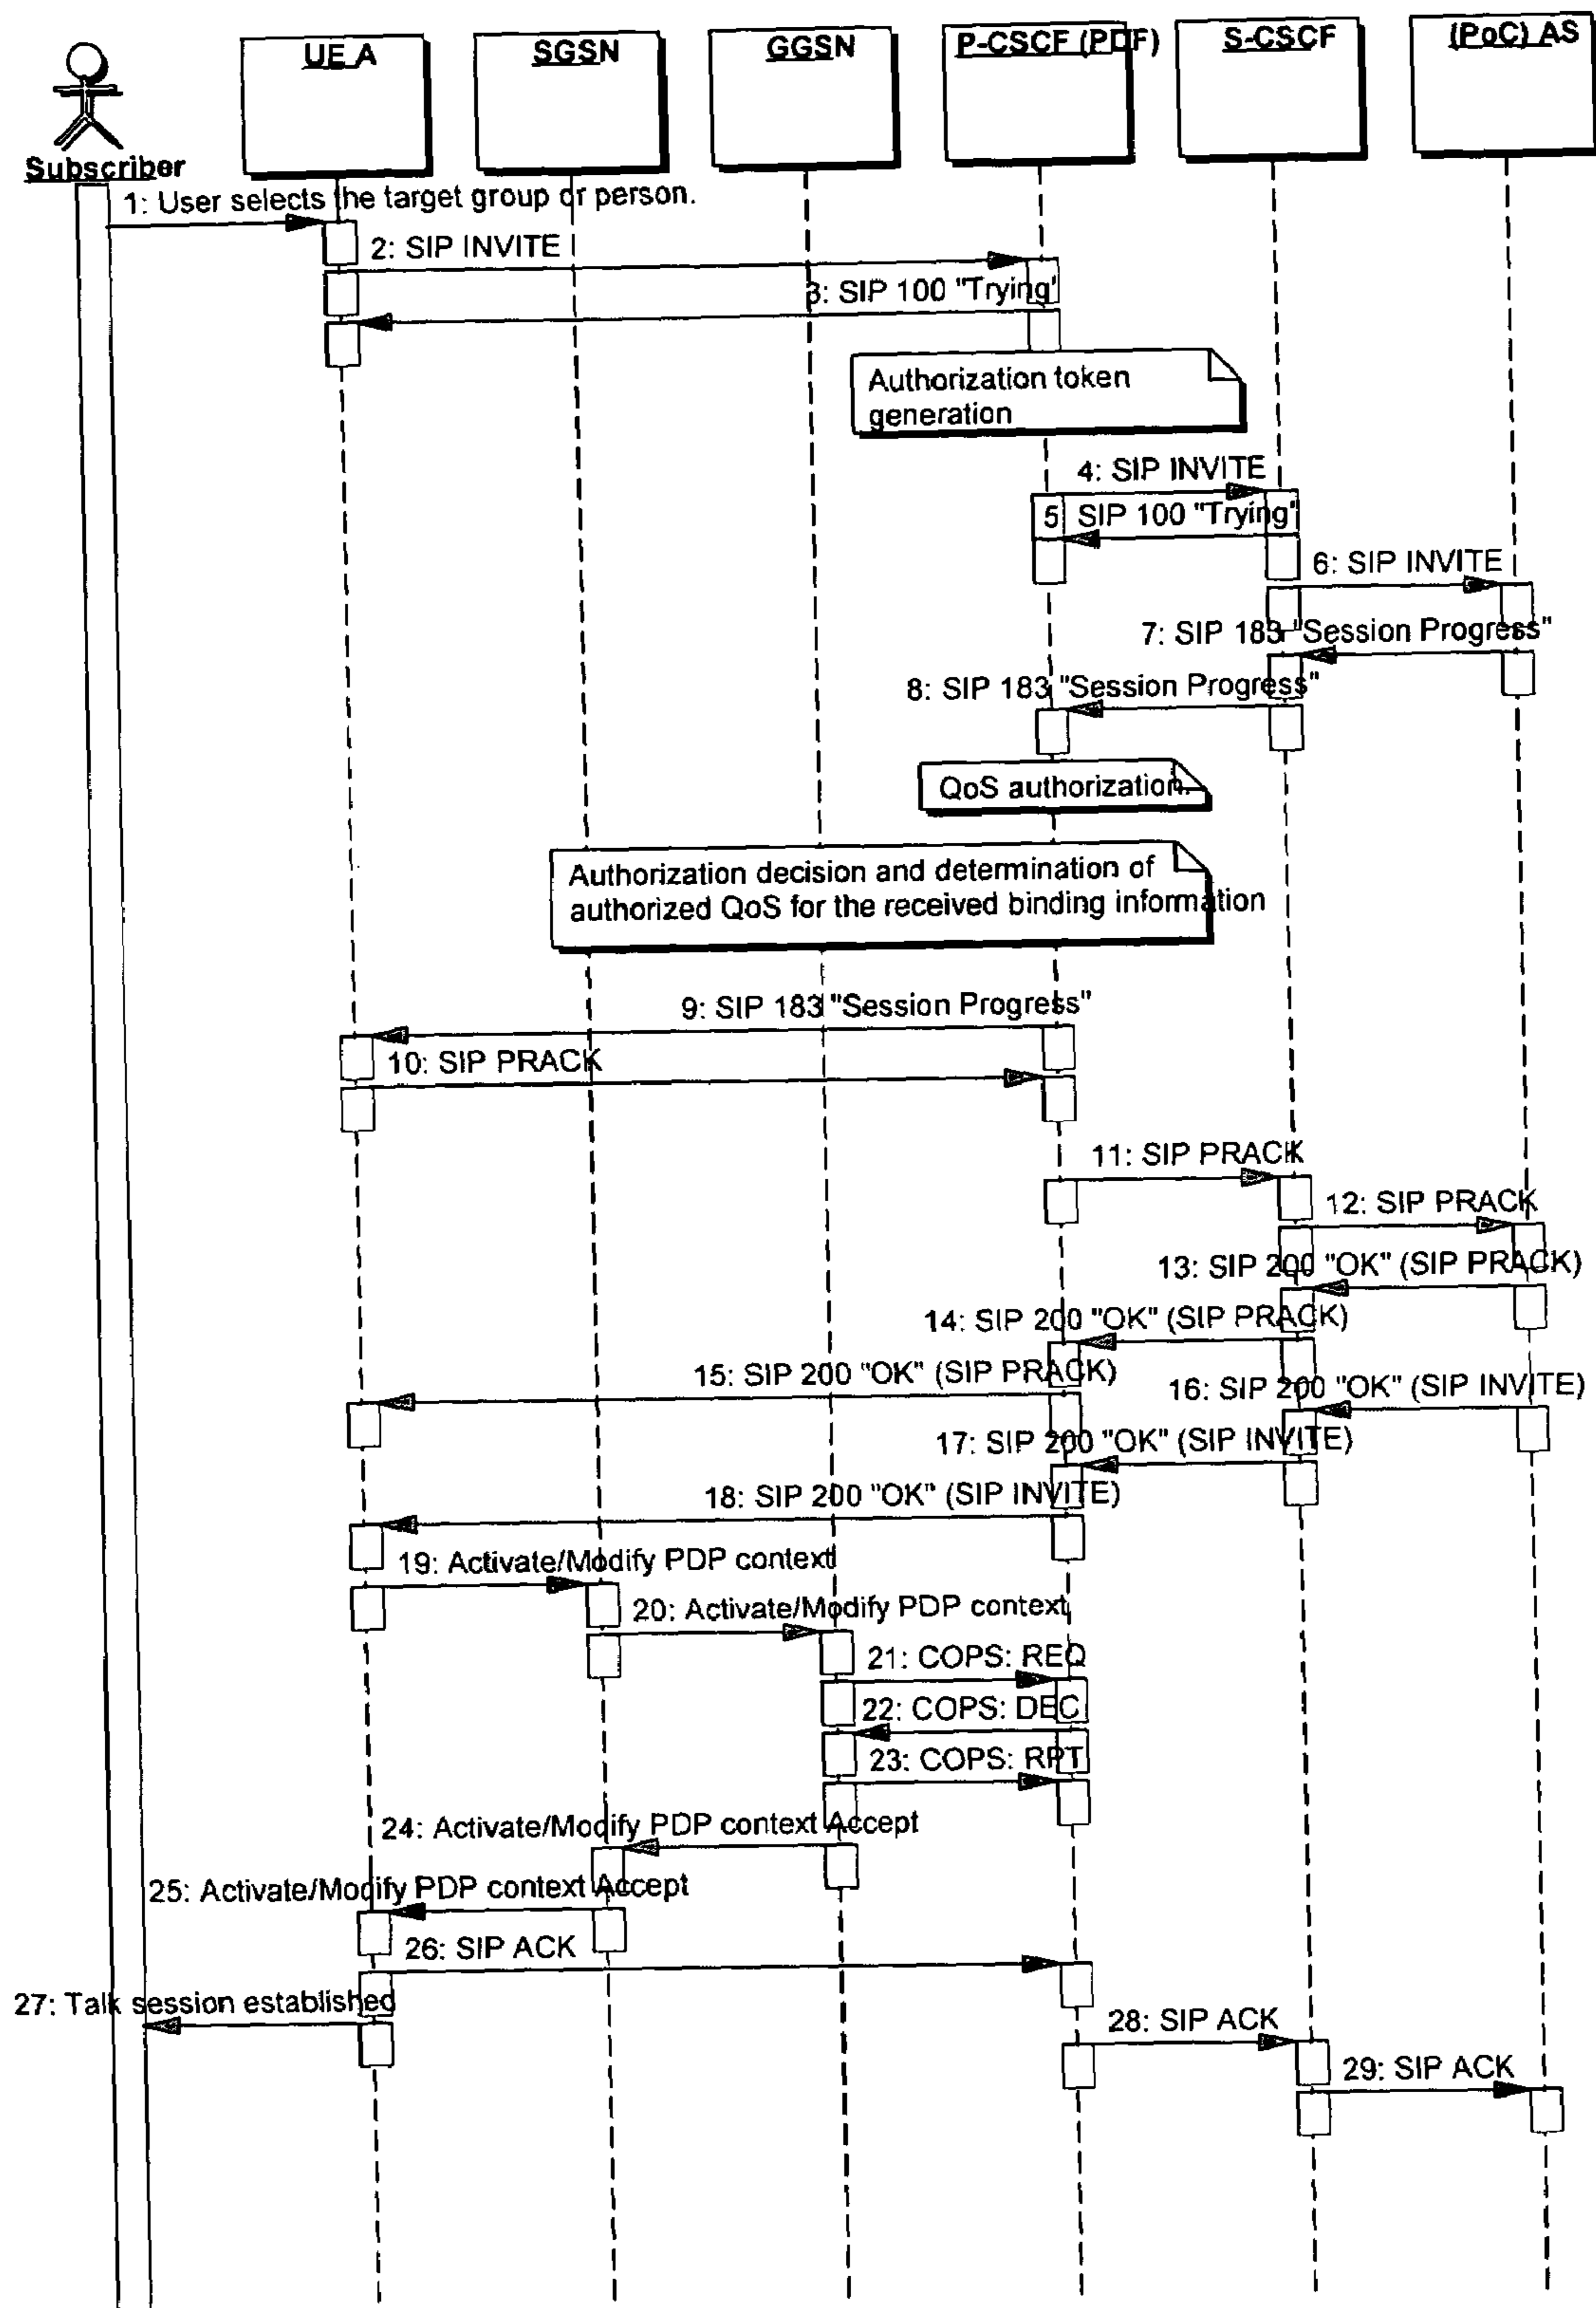 UE A
SGSN
GGSN
P-CSCF (PDF)
S-CSCF
(PoC) AS
Subscriber
1: User selects the target group or person.
2: SIP INVITE
3: SIP 100 "Trying"
Authorization token
generation
4: SIP INVITE
5 SIP 100 "Trying"
6: SIP INVITE
7: SIP 183 "Session Progress"
8: SIP 183 "Session Progress"
QoS authorization.
Authorization decision and determination of
authorized QoS for the received binding information
9: SIP 183 "Session Progress"
10: SIP PRACK
11: SIP PRACK
12: SIP PRACK
13: SIP 200 "OK" (SIP PRACK)
14: SIP 200 "OK" (SIP PRACK)
15: SIP 200 "OK" (SIP PRACK)
16: SIP 200 "OK" (SIP INVITE)
17: SIP 200 "OK" (SIP INVITE)
18: SIP 200 "OK" (SIP INVITE)
19: Activate/Modify PDP context
20: Activate/Modify PDP context
21: COPS: REQ
22: COPS: DEC
23: COPS: RPT
24: Activate/Modify PDP context Accept
25: Activate/Modify PDP context Accept
26: SIP ACK
27: Talk session established
28: SIP ACK
29: SIP ACK